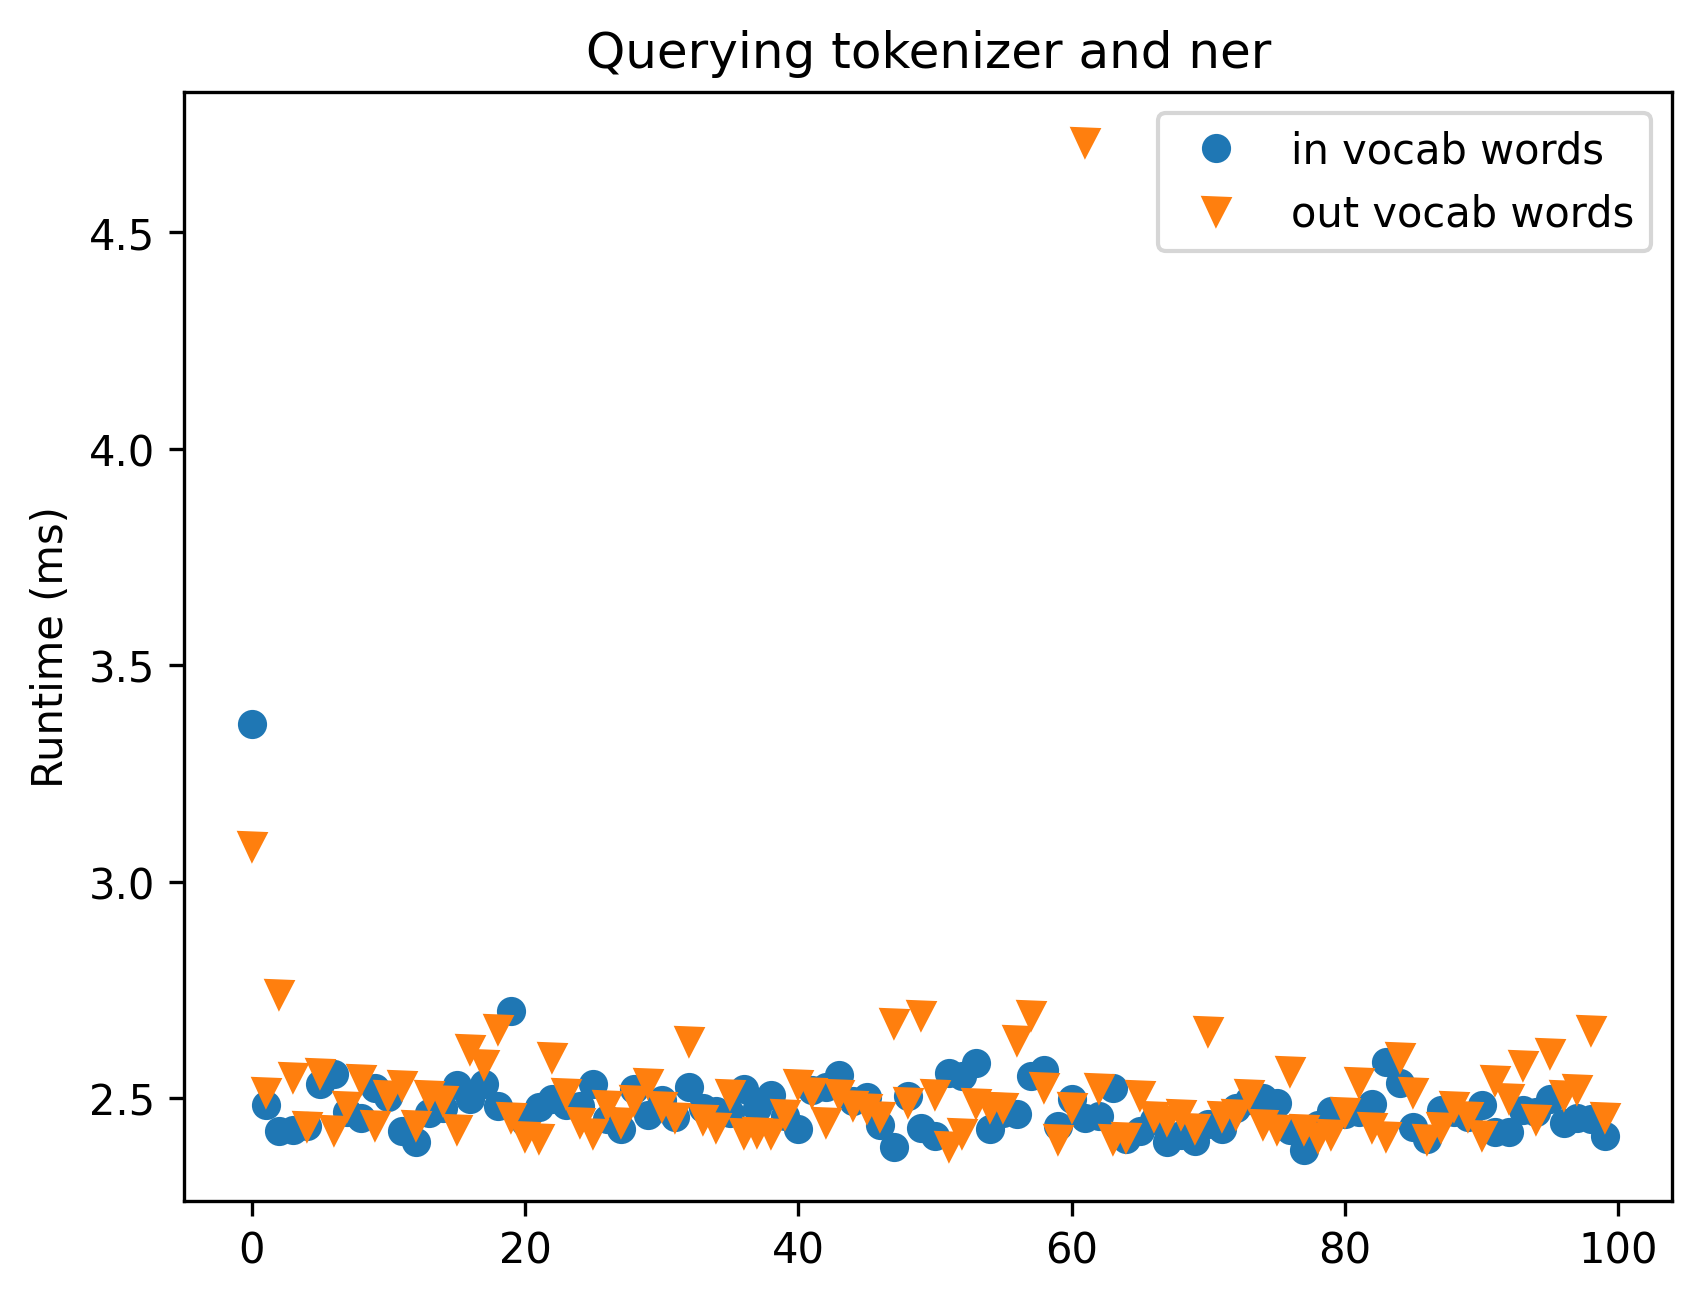 Querying tokenizer and ner
in vocab words
out vocab words
Runtime (ms)
4.5
4.0
3.5
3.0
2.5
0 20 40 60 80 100